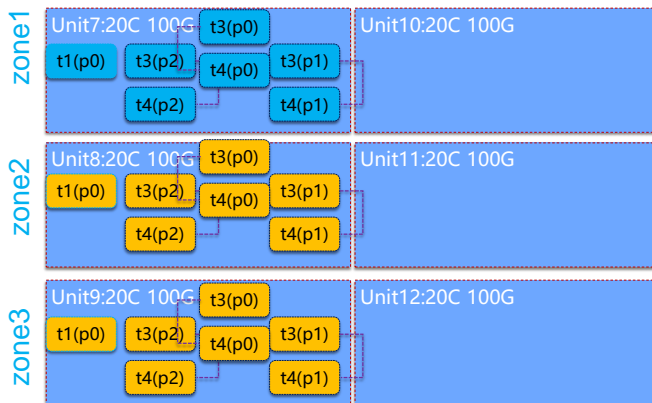 zone1
Unit7:20C 100G
t3(p0)
Unit10:20C 100G
t1(p0)
t3(p2)
t4(p0)
t3(p1)
t4(p2)
t4(p1)
zone2
Unit8:20C 100G
t3(p0)
Unit11:20C 100G
t1(p0)
t3(p2)
t4(p0)
t3(p1)
t4(p2)
t4(p1)
zone3
Unit9:20C 100G
t3(p0)
Unit12:20C 100G
t1(p0)
t3(p2)
t4(p0)
t3(p1)
t4(p2)
t4(p1)